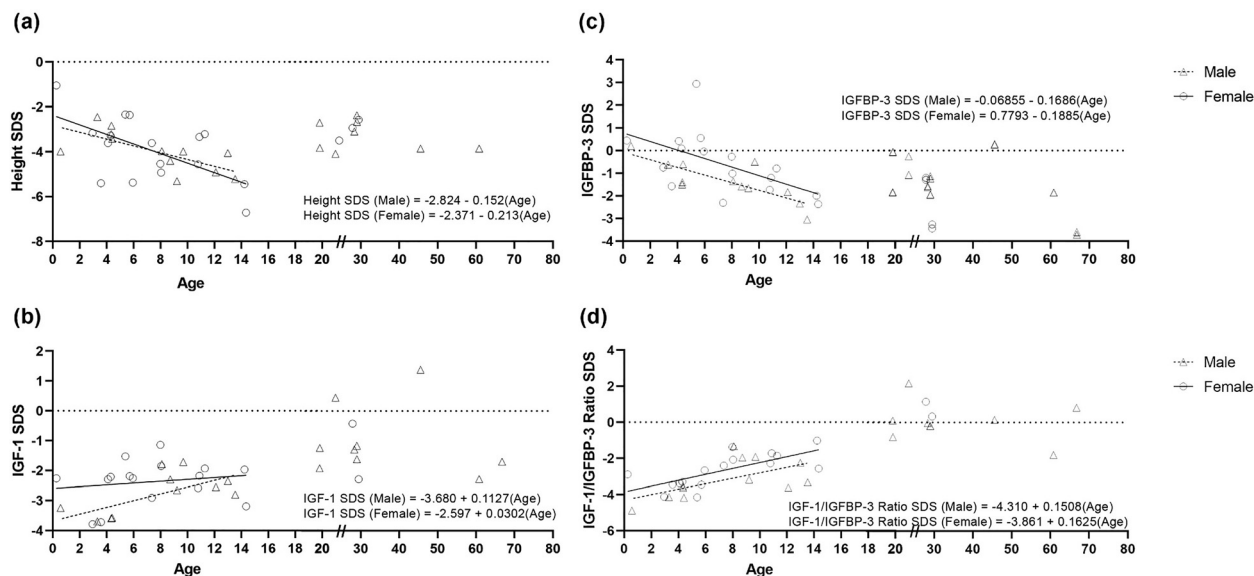 (a)
0
-2
-4
-6
-8
Height SDS
Height SDS (Male) = -2.824 - 0.152(Age)
Height SDS (Female) = -2.371 - 0.213(Age)
0 2 4 6 8 10 12 14 20 30 40 50 60 70 80
Age
(b)
2
1
0
-1
-2
-3
-4
IGF-1 SDS
IGF-1 SDS (Male) = -3.680 + 0.1127(Age)
IGF-1 SDS (Female) = -2.597 + 0.0302(Age)
0 2 4 6 8 10 12 14 20 30 40 50 60 70 80
Age
(c)
4
3
2
1
0
-1
-2
-3
-4
IGFBP-3 SDS
IGFBP-3 SDS (Male) = -0.06855 - 0.1686(Age)
IGFBP-3 SDS (Female) = 0.7793 - 0.1885(Age)
0 2 4 6 8 10 12 14 20 30 40 50 60 70 80
Age
Male
Female
(d)
4
2
0
-2
-4
-6
IGF-1/IGFBP-3 Ratio SDS
IGF-1/IGFBP-3 Ratio SDS (Male) = -4.310 + 0.1508(Age)
IGF-1/IGFBP-3 Ratio SDS (Female) = -3.861 + 0.1625(Age)
0 2 4 6 8 10 12 14 20 30 40 50 60 70 80
Age
Male
Female